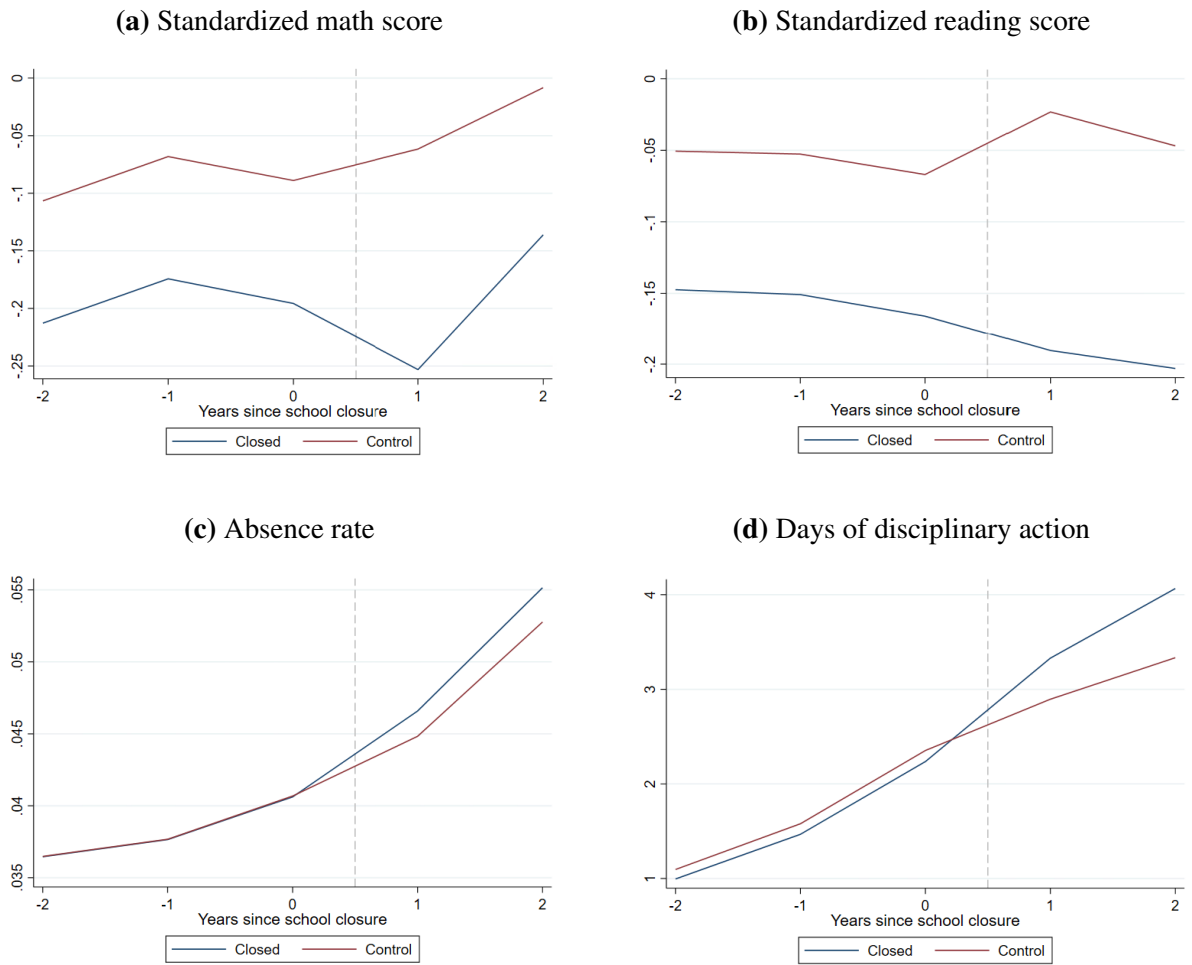 (a) Standardized math score
0
-.05
-.1
-.15
-.2
-.25
-2 -1 0 1 2
Years since school closure
Closed Control
(b) Standardized reading score
0
-.05
-.1
-.15
-.2
-2 -1 0 1 2
Years since school closure
Closed Control
(c) Absence rate
.055
.05
.045
.04
.035
-2 -1 0 1 2
Years since school closure
Closed Control
(d) Days of disciplinary action
4
3
2
1
-2 -1 0 1 2
Years since school closure
Closed Control